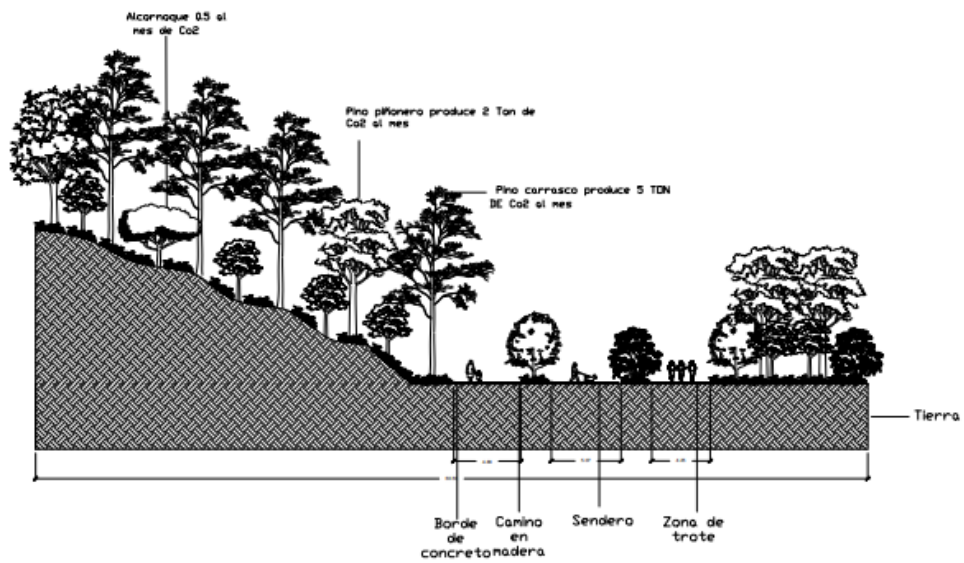 Alcornoque 0.5 al
mes de Co2
Pino piñonero produce 2 Ton de
Co2 al mes
Pino carrasco produce 5 TON
DE Co2 al mes
Tierra
Borde
de
concreto
Camino
en
madera
Sendero
Zona de
trote